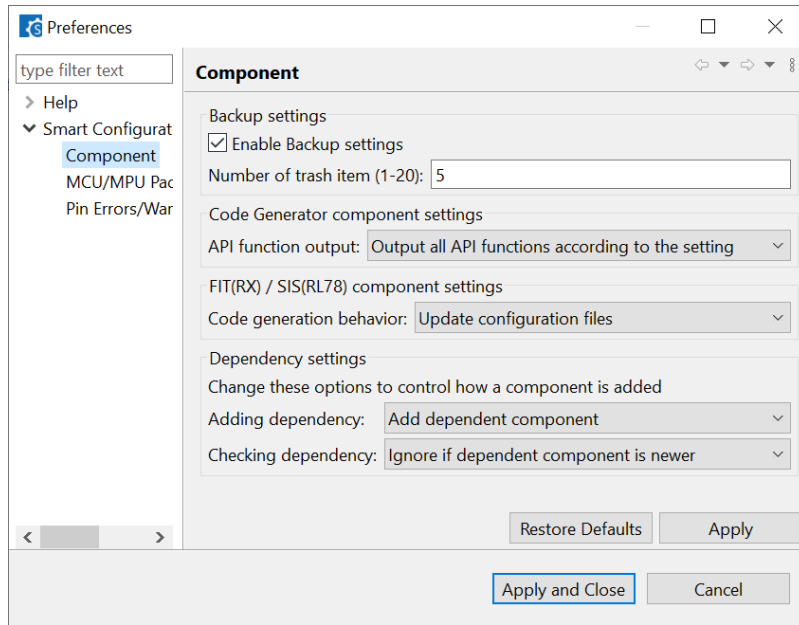 Preferences
type filter text
Component
Help
Smart Configurat
Component
MCU/MPU Pac
Pin Errors/War
Backup settings
Enable Backup settings
Number of trash item (1-20): 5
Code Generator component settings
API function output: Output all API functions according to the setting
FIT(RX) / SIS(RL78) component settings
Code generation behavior: Update configuration files
Dependency settings
Change these options to control how a component is added
Adding dependency: Add dependent component
Checking dependency: Ignore if dependent component is newer
Restore Defaults Apply
Apply and Close Cancel